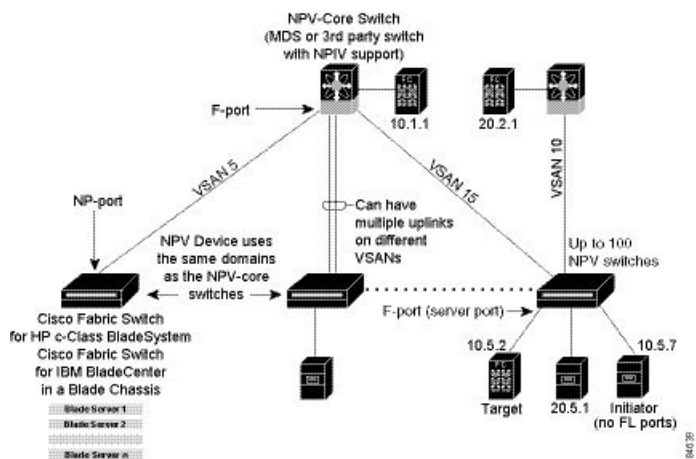 NPV-Core Switch
(MDS or 3rd party switch
with NPIV support)
FC
FC
F-port
10.1.1
20.2.1
VSAN 5
VSAN 15
VSAN 10
NP-port
Can have
multiple uplinks
on different
VSANs
NPV Device uses
the same domains
as the NPV-core
switches
Up to 100
NPV switches
F-port (server port)
Cisco Fabric Switch
for HP c-Class BladeSystem
Cisco Fabric Switch
for IBM BladeCenter
in a Blade Chassis
10.5.2
10.5.7
FC
Target
20.5.1
Initiator
(no FL ports)
Blade Server 1
Blade Server 2
Blade Server n